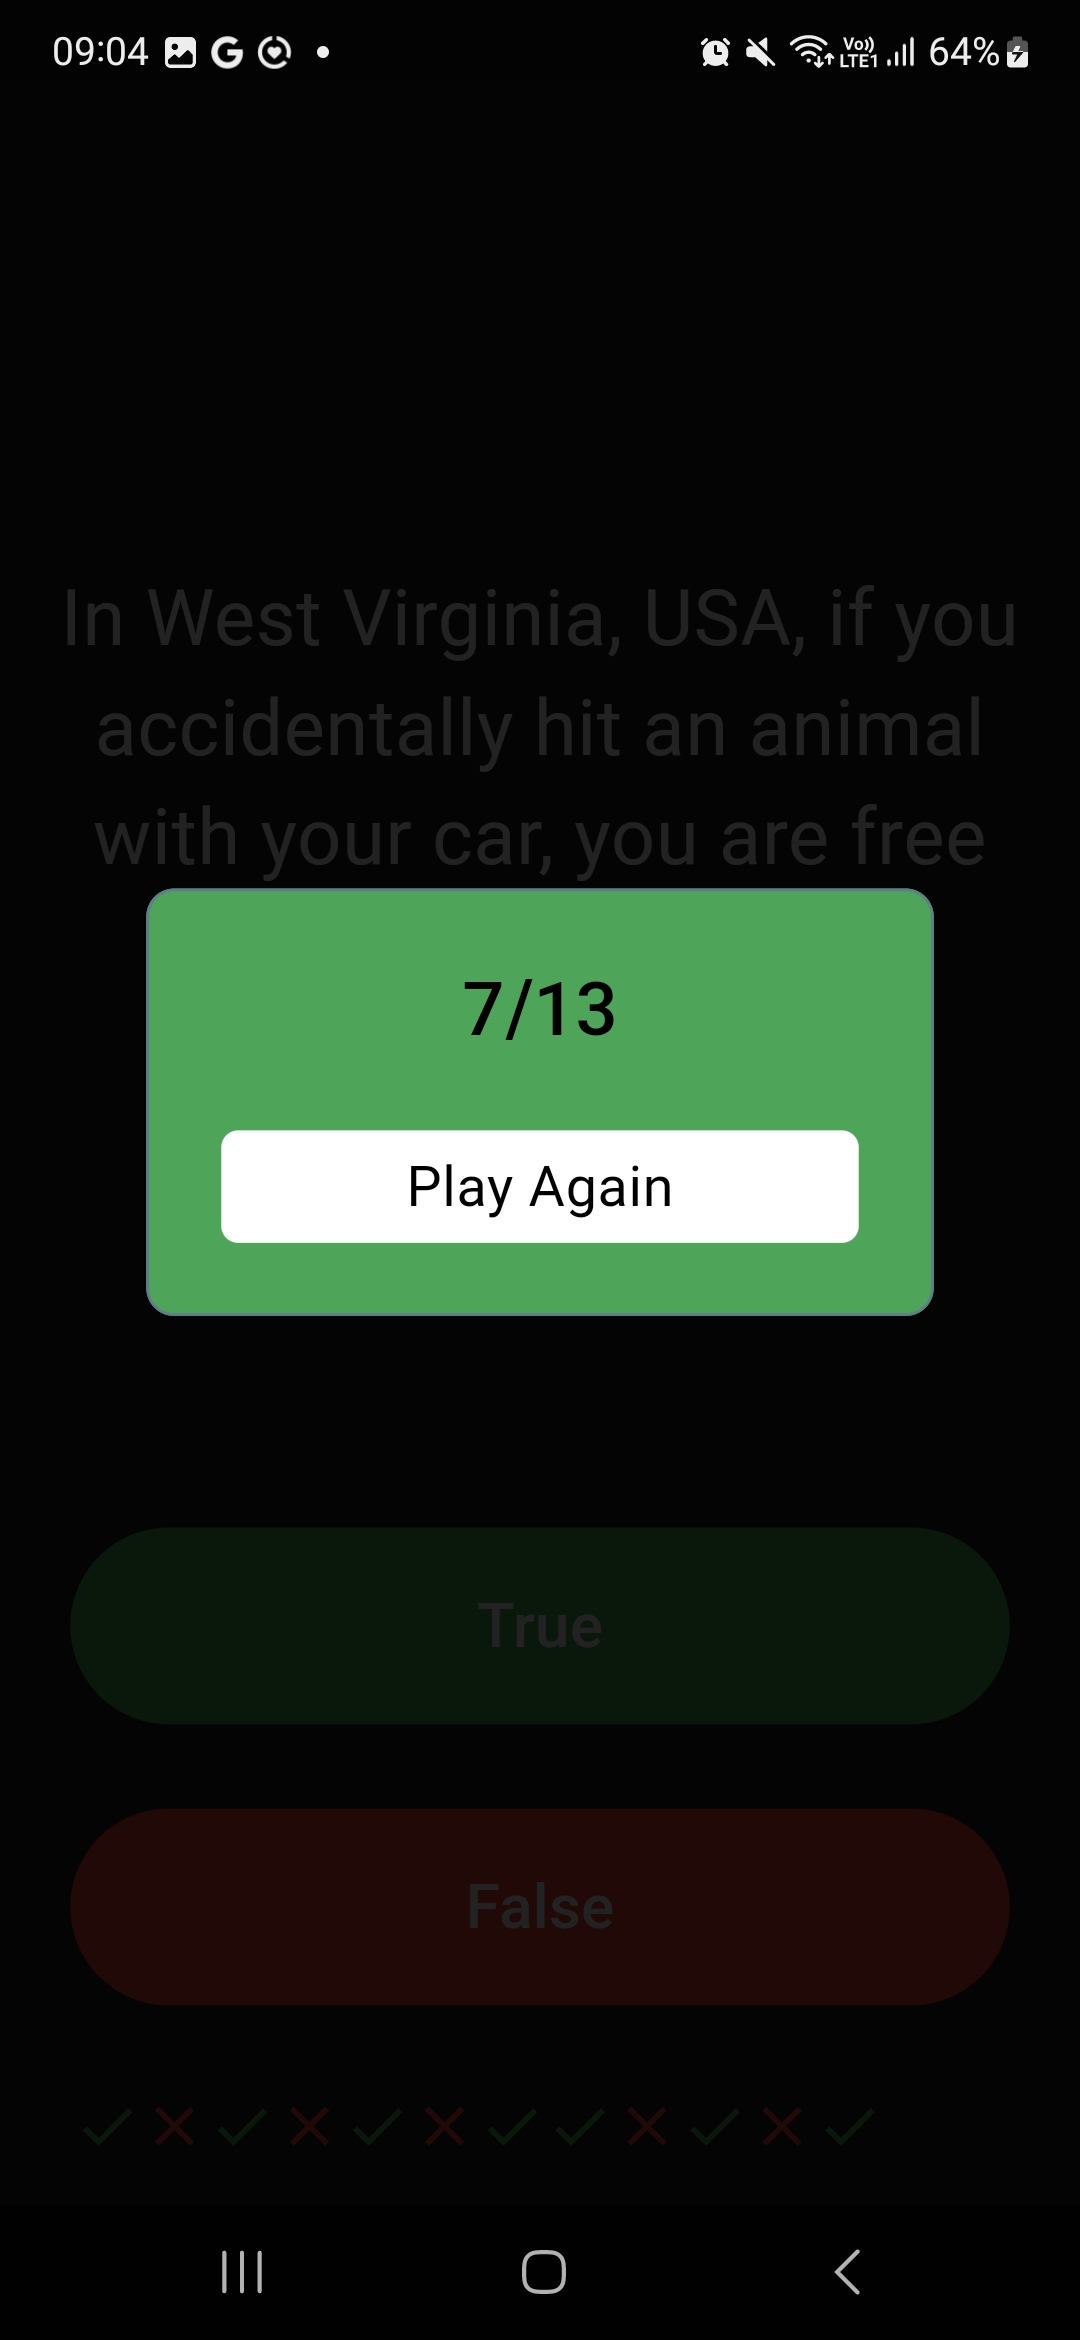 09:04 Vo)) LTE1 64%
In West Virginia, USA, if you
accidentally hit an animal
with your car, you are free
7/13
Play Again
True
False